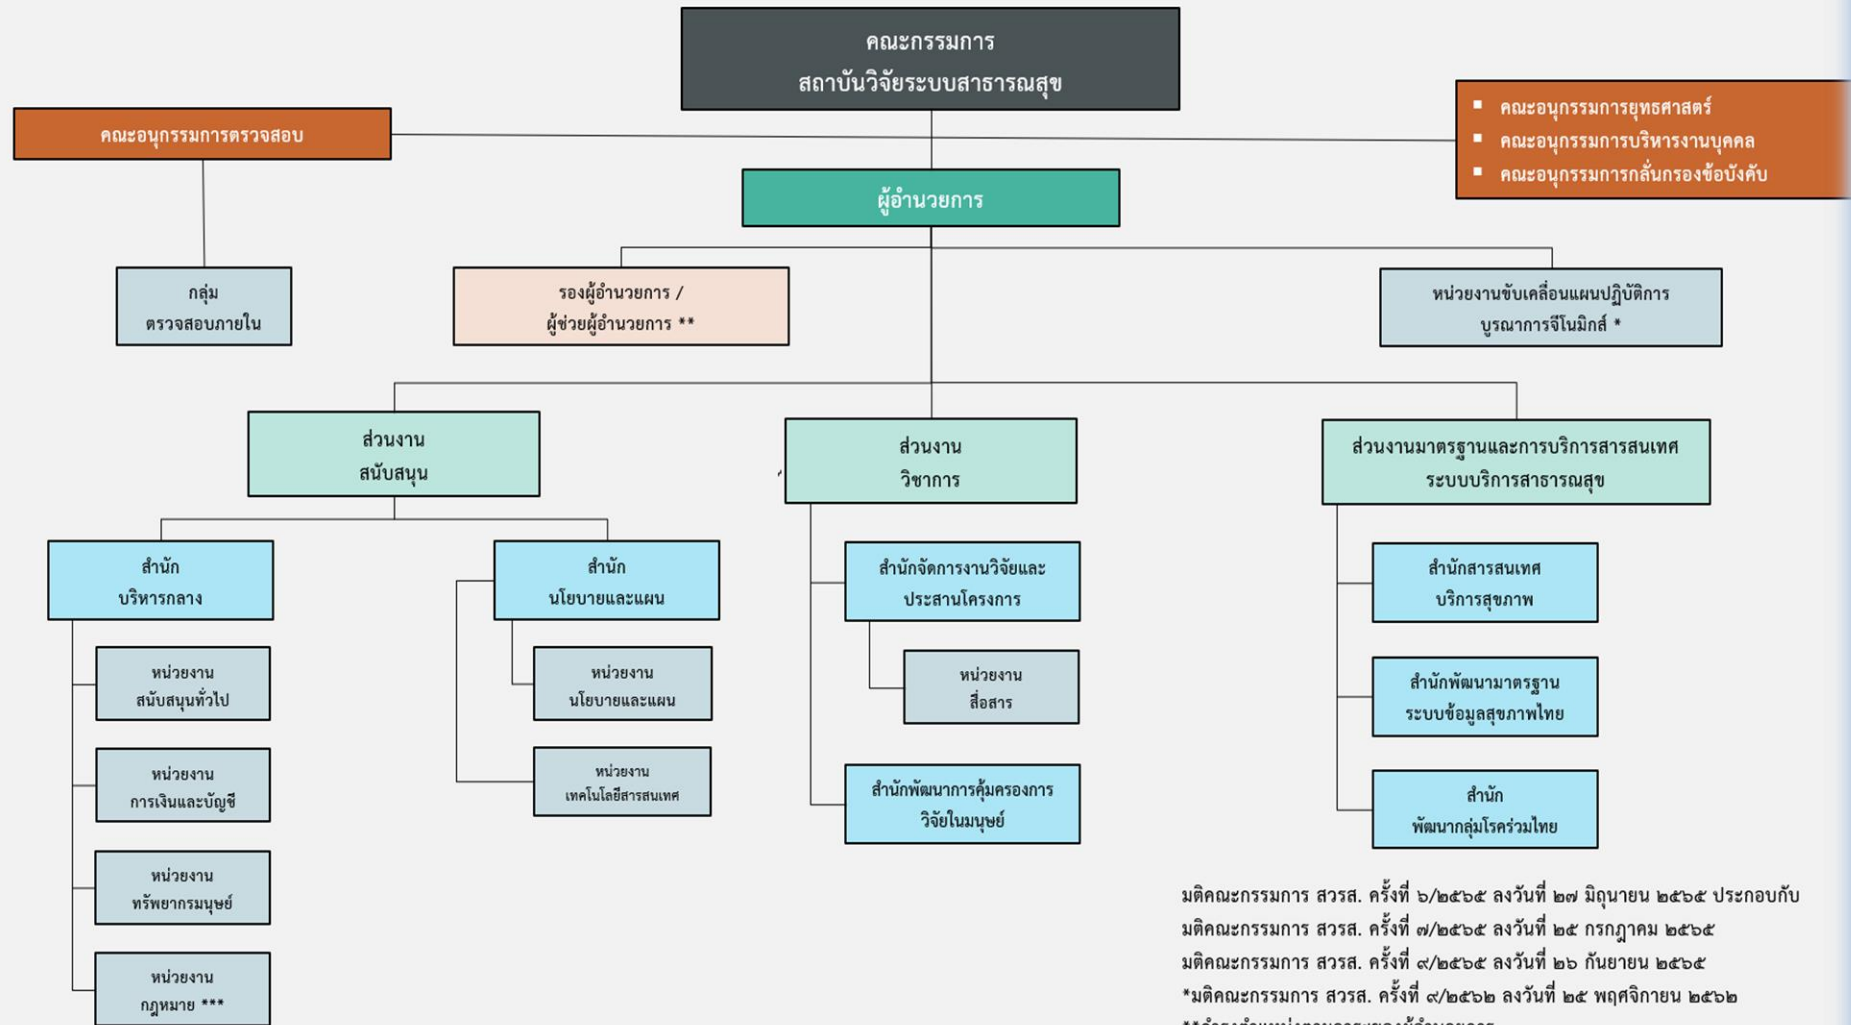 คณะกรรมการ
สถาบันวิจัยระบบสาธารณสุข
คณะอนุกรรมการตรวจสอบ
▪ คณะอนุกรรมการยุทธศาสตร์
▪ คณะอนุกรรมการบริหารงานบุคคล
▪ คณะอนุกรรมการกลั่นกรองข้อบังคับ
ผู้อำนวยการ
กลุ่ม
ตรวจสอบภายใน
รองผู้อำนวยการ /
ผู้ช่วยผู้อำนวยการ **
หน่วยงานขับเคลื่อนแผนปฏิบัติการ
บูรณาการจีโนมิกส์ *
ส่วนงาน
สนับสนุน
ส่วนงาน
วิชาการ
ส่วนงานมาตรฐานและการบริการสารสนเทศ
ระบบบริการสาธารณสุข
สำนัก
บริหารกลาง
หน่วยงาน
สนับสนุนทั่วไป
หน่วยงาน
การเงินและบัญชี
หน่วยงาน
ทรัพยากรมนุษย์
หน่วยงาน
กฎหมาย ***
สำนัก
นโยบายและแผน
หน่วยงาน
นโยบายและแผน
หน่วยงาน
เทคโนโลยีสารสนเทศ
สำนักจัดการงานวิจัยและ
ประสานโครงการ
หน่วยงาน
สื่อสาร
สำนักพัฒนาการคุ้มครองการ
วิจัยในมนุษย์
สำนักสารสนเทศ
บริการสุขภาพ
สำนักพัฒนามาตรฐาน
ระบบข้อมูลสุขภาพไทย
สำนัก
พัฒนากลุ่มโรคร่วมไทย
มติคณะกรรมการ สวรส. ครั้งที่ ๖/๒๕๖๕ ลงวันที่ ๒๗ มิถุนายน ๒๕๖๕ ประกอบกับ
มติคณะกรรมการ สวรส. ครั้งที่ ๗/๒๕๖๕ ลงวันที่ ๒๕ กรกฎาคม ๒๕๖๕
มติคณะกรรมการ สวรส. ครั้งที่ ๙/๒๕๖๕ ลงวันที่ ๒๖ กันยายน ๒๕๖๕
*มติคณะกรรมการ สวรส. ครั้งที่ ๙/๒๕๖๒ ลงวันที่ ๒๕ พฤศจิกายน ๒๕๖๒